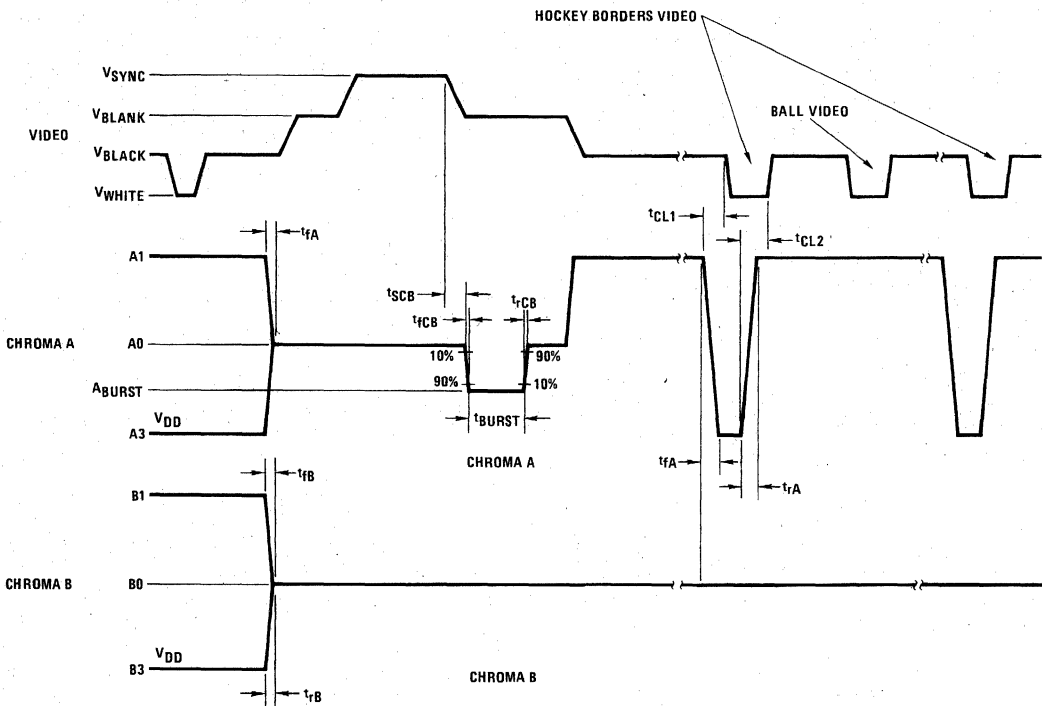 HOCKEY BORDERS VIDEO
VSYNC
VBLANK
BALL VIDEO
VIDEO
VBLACK
VWHITE
tCL1
tCL2
tfA
A1
tSCB
trCB
tfCB
CHROMA A
A0
10%
90%
90%
10%
ABURST
tBURST
VDD
A3
CHROMA A
tfA
trA
tfB
B1
CHROMA B
B0
VDD
B3
CHROMA B
trB